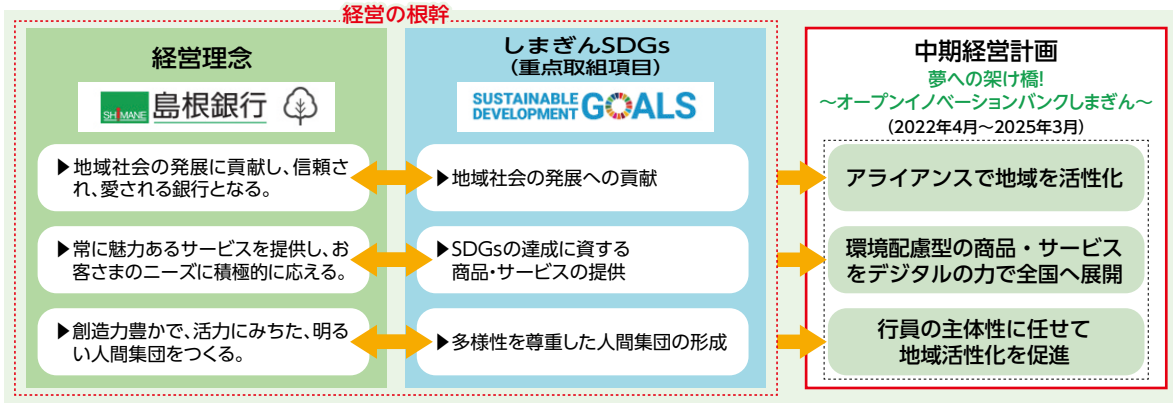 経営の根幹
経営理念
SHIMANE 島根銀行
▶地域社会の発展に貢献し、信頼さ
れ、愛される銀行となる。
▶常に魅力あるサービスを提供し、お
客さまのニーズに積極的に応える。
▶創造力豊かで、活力にみちた、明る
い人間集団をつくる。
しまぎんSDGs
(重点取組項目)
SUSTAINABLE
DEVELOPMENT GOALS
▶地域社会の発展への貢献
▶SDGsの達成に資する
商品・サービスの提供
▶多様性を尊重した人間集団の形成
中期経営計画
夢への架け橋!
～オープンイノベーションバンクしまぎん～
(2022年4月～2025年3月)
アライアンスで地域を活性化
環境配慮型の商品・サービス
をデジタルの力で全国へ展開
行員の主体性に任せて
地域活性化を促進